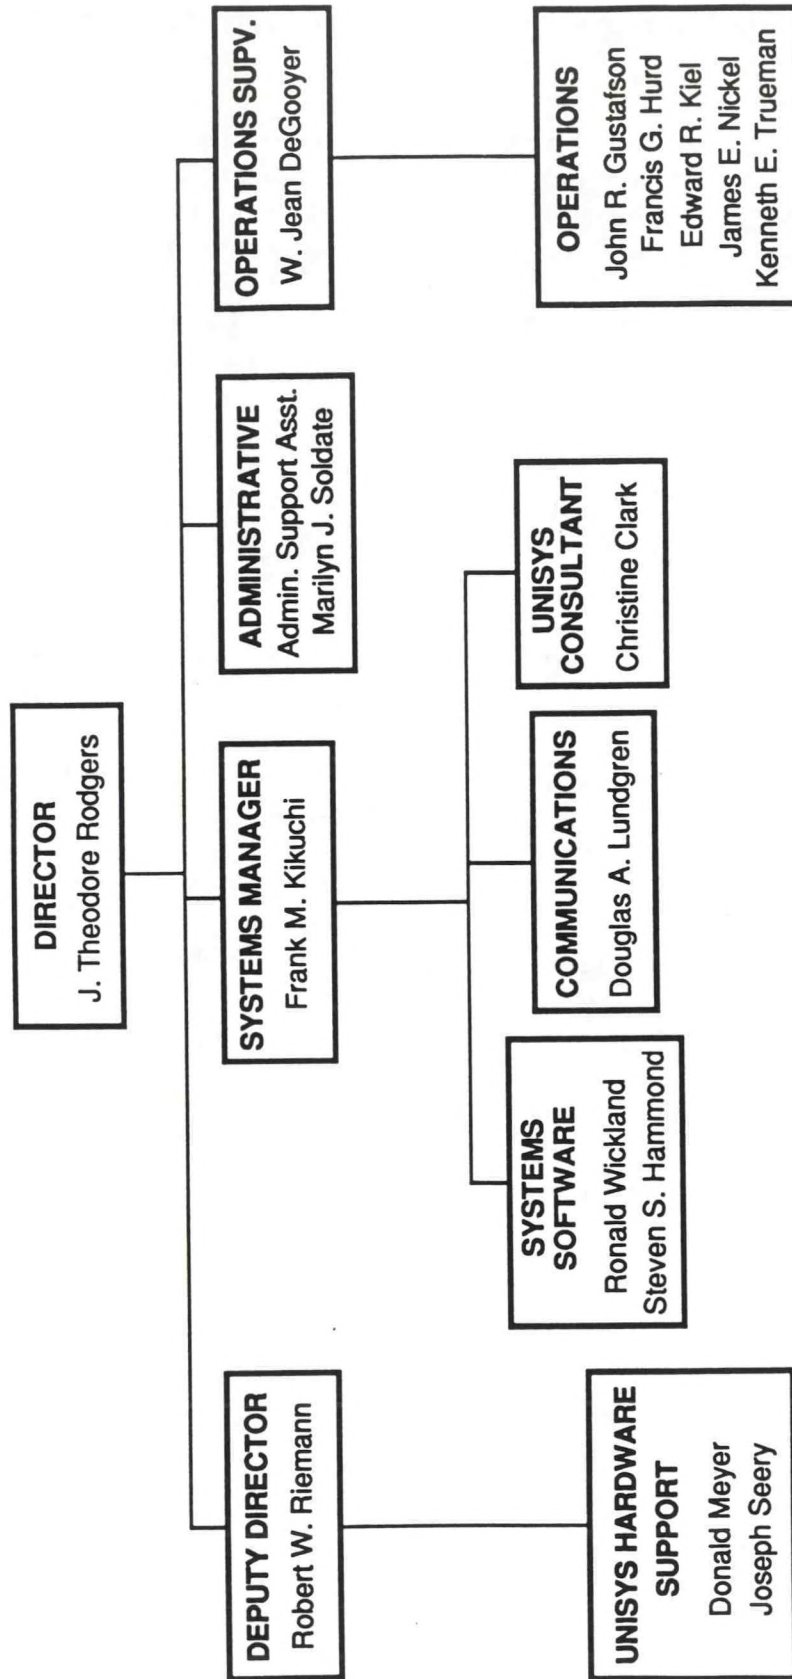 DIRECTOR
J. Theodore Rodgers
DEPUTY DIRECTOR
Robert W. Riemann
SYSTEMS MANAGER
Frank M. Kikuchi
ADMINISTRATIVE
Admin. Support Asst.
Marilyn J. Soldate
OPERATIONS SUPV.
W. Jean DeGooyer
UNISYS HARDWARE
SUPPORT
Donald Meyer
Joseph Seery
SYSTEMS
SOFTWARE
Ronald Wickland
Steven S. Hammond
COMMUNICATIONS
Douglas A. Lundgren
UNISYS
CONSULTANT
Christine Clark
OPERATIONS
John R. Gustafson
Francis G. Hurd
Edward R. Kiel
James E. Nickel
Kenneth E. Trueman